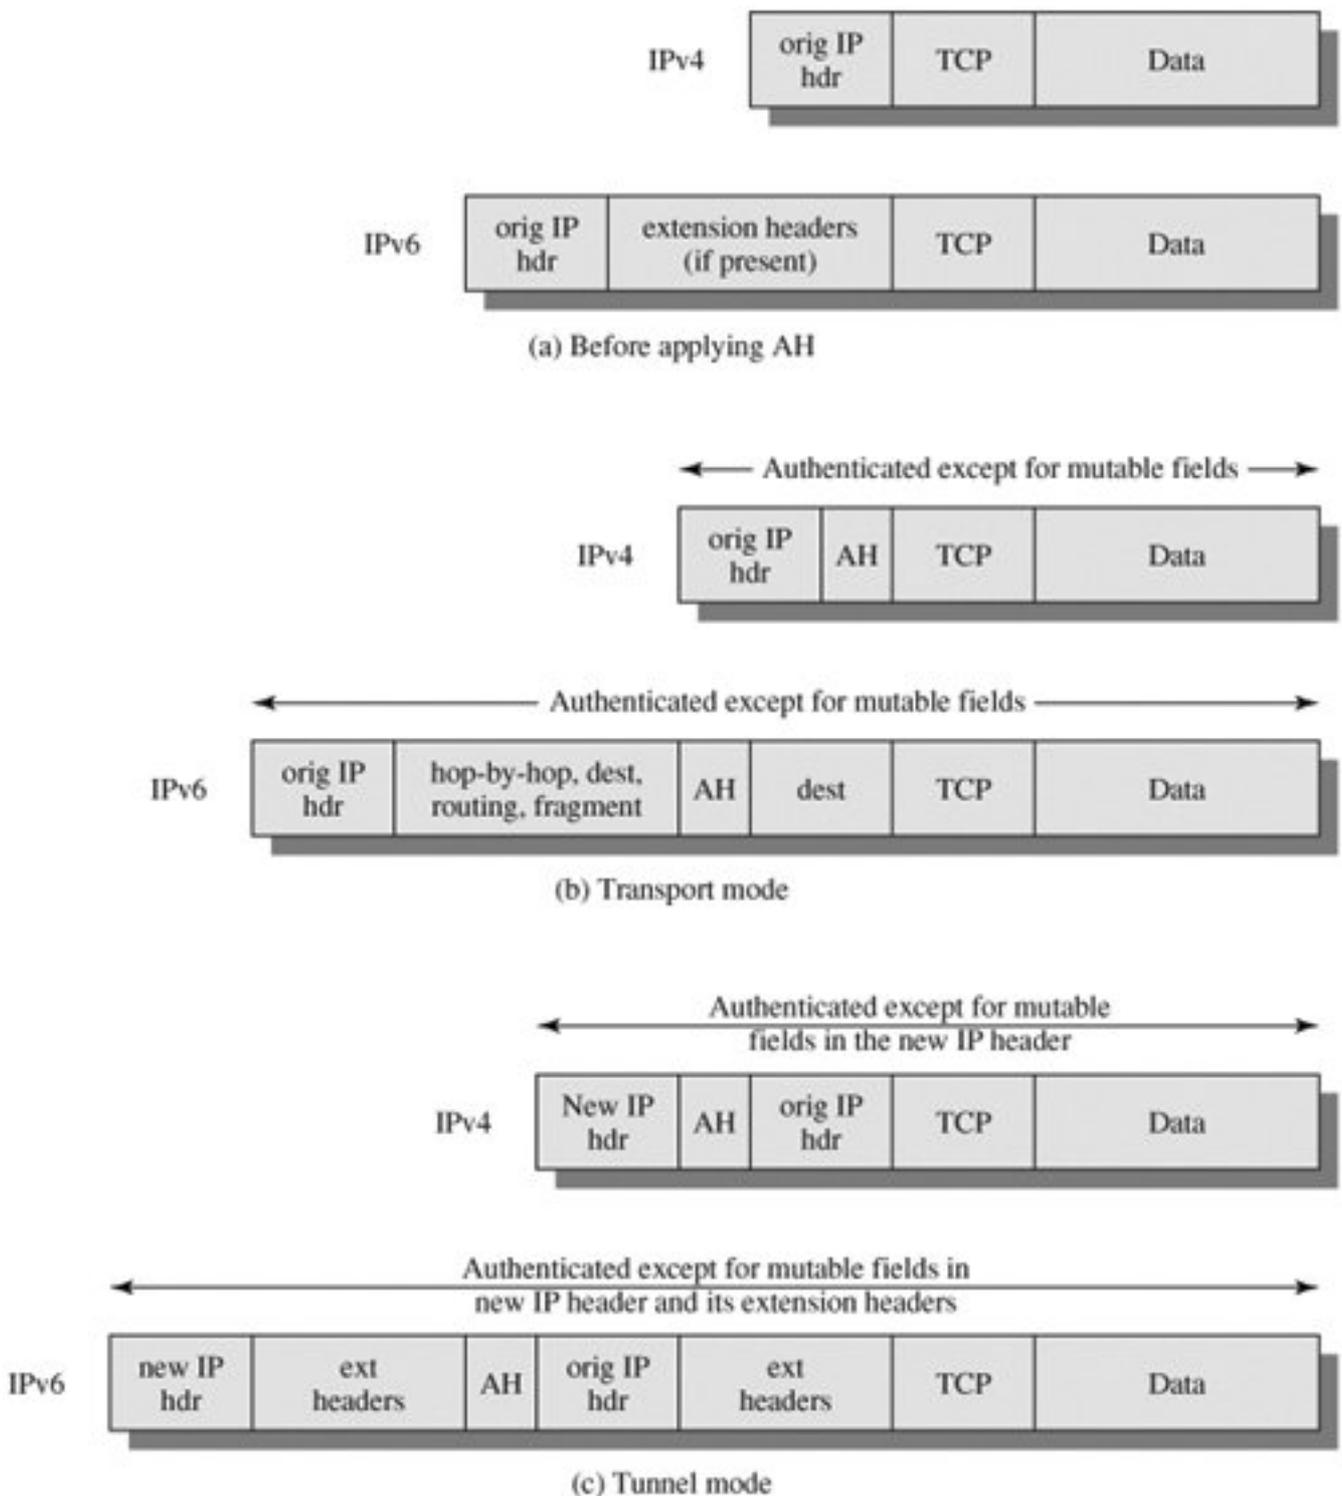 IPv4
orig IP
hdr
TCP
Data
IPv6
orig IP
hdr
extension headers
(if present)
TCP
Data
(a) Before applying AH
Authenticated except for mutable fields
IPv4
orig IP
hdr
AH
TCP
Data
Authenticated except for mutable fields
IPv6
orig IP
hdr
hop-by-hop, dest,
routing, fragment
AH
dest
TCP
Data
(b) Transport mode
Authenticated except for mutable
fields in the new IP header
IPv4
New IP
hdr
AH
orig IP
hdr
TCP
Data
Authenticated except for mutable fields in
new IP header and its extension headers
IPv6
new IP
hdr
ext
headers
AH
orig IP
hdr
ext
headers
TCP
Data
(c) Tunnel mode